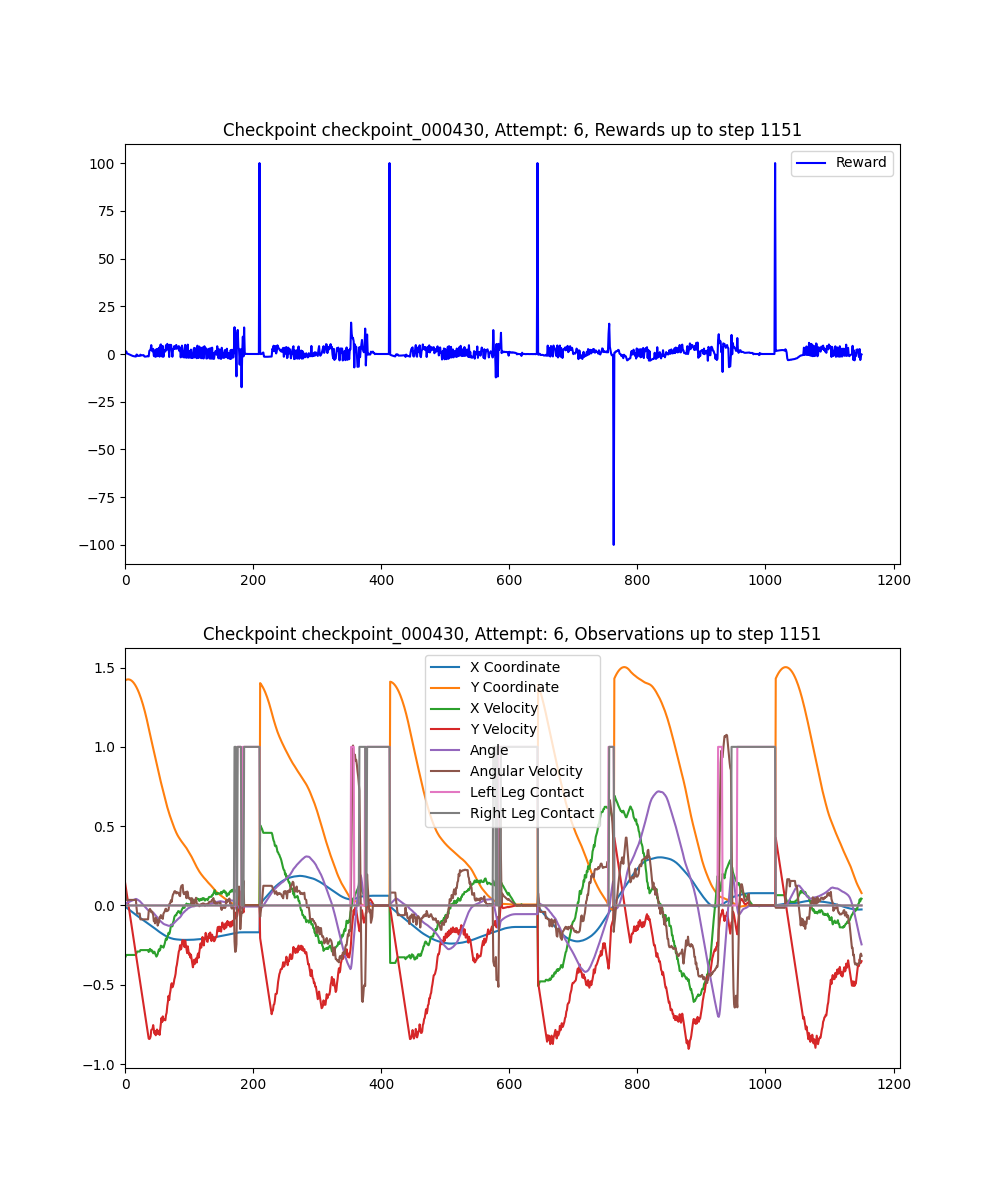 Checkpoint checkpoint_000430, Attempt: 6, Rewards up to step 1151
100
75
50
25
0
−25
−50
−75
−100
Reward
0 200 400 600 800 1000 1200
Checkpoint checkpoint_000430, Attempt: 6, Observations up to step 1151
1.5
1.0
0.5
0.0
−0.5
−1.0
X Coordinate
Y Coordinate
X Velocity
Y Velocity
Angle
Angular Velocity
Left Leg Contact
Right Leg Contact
0 200 400 600 800 1000 1200